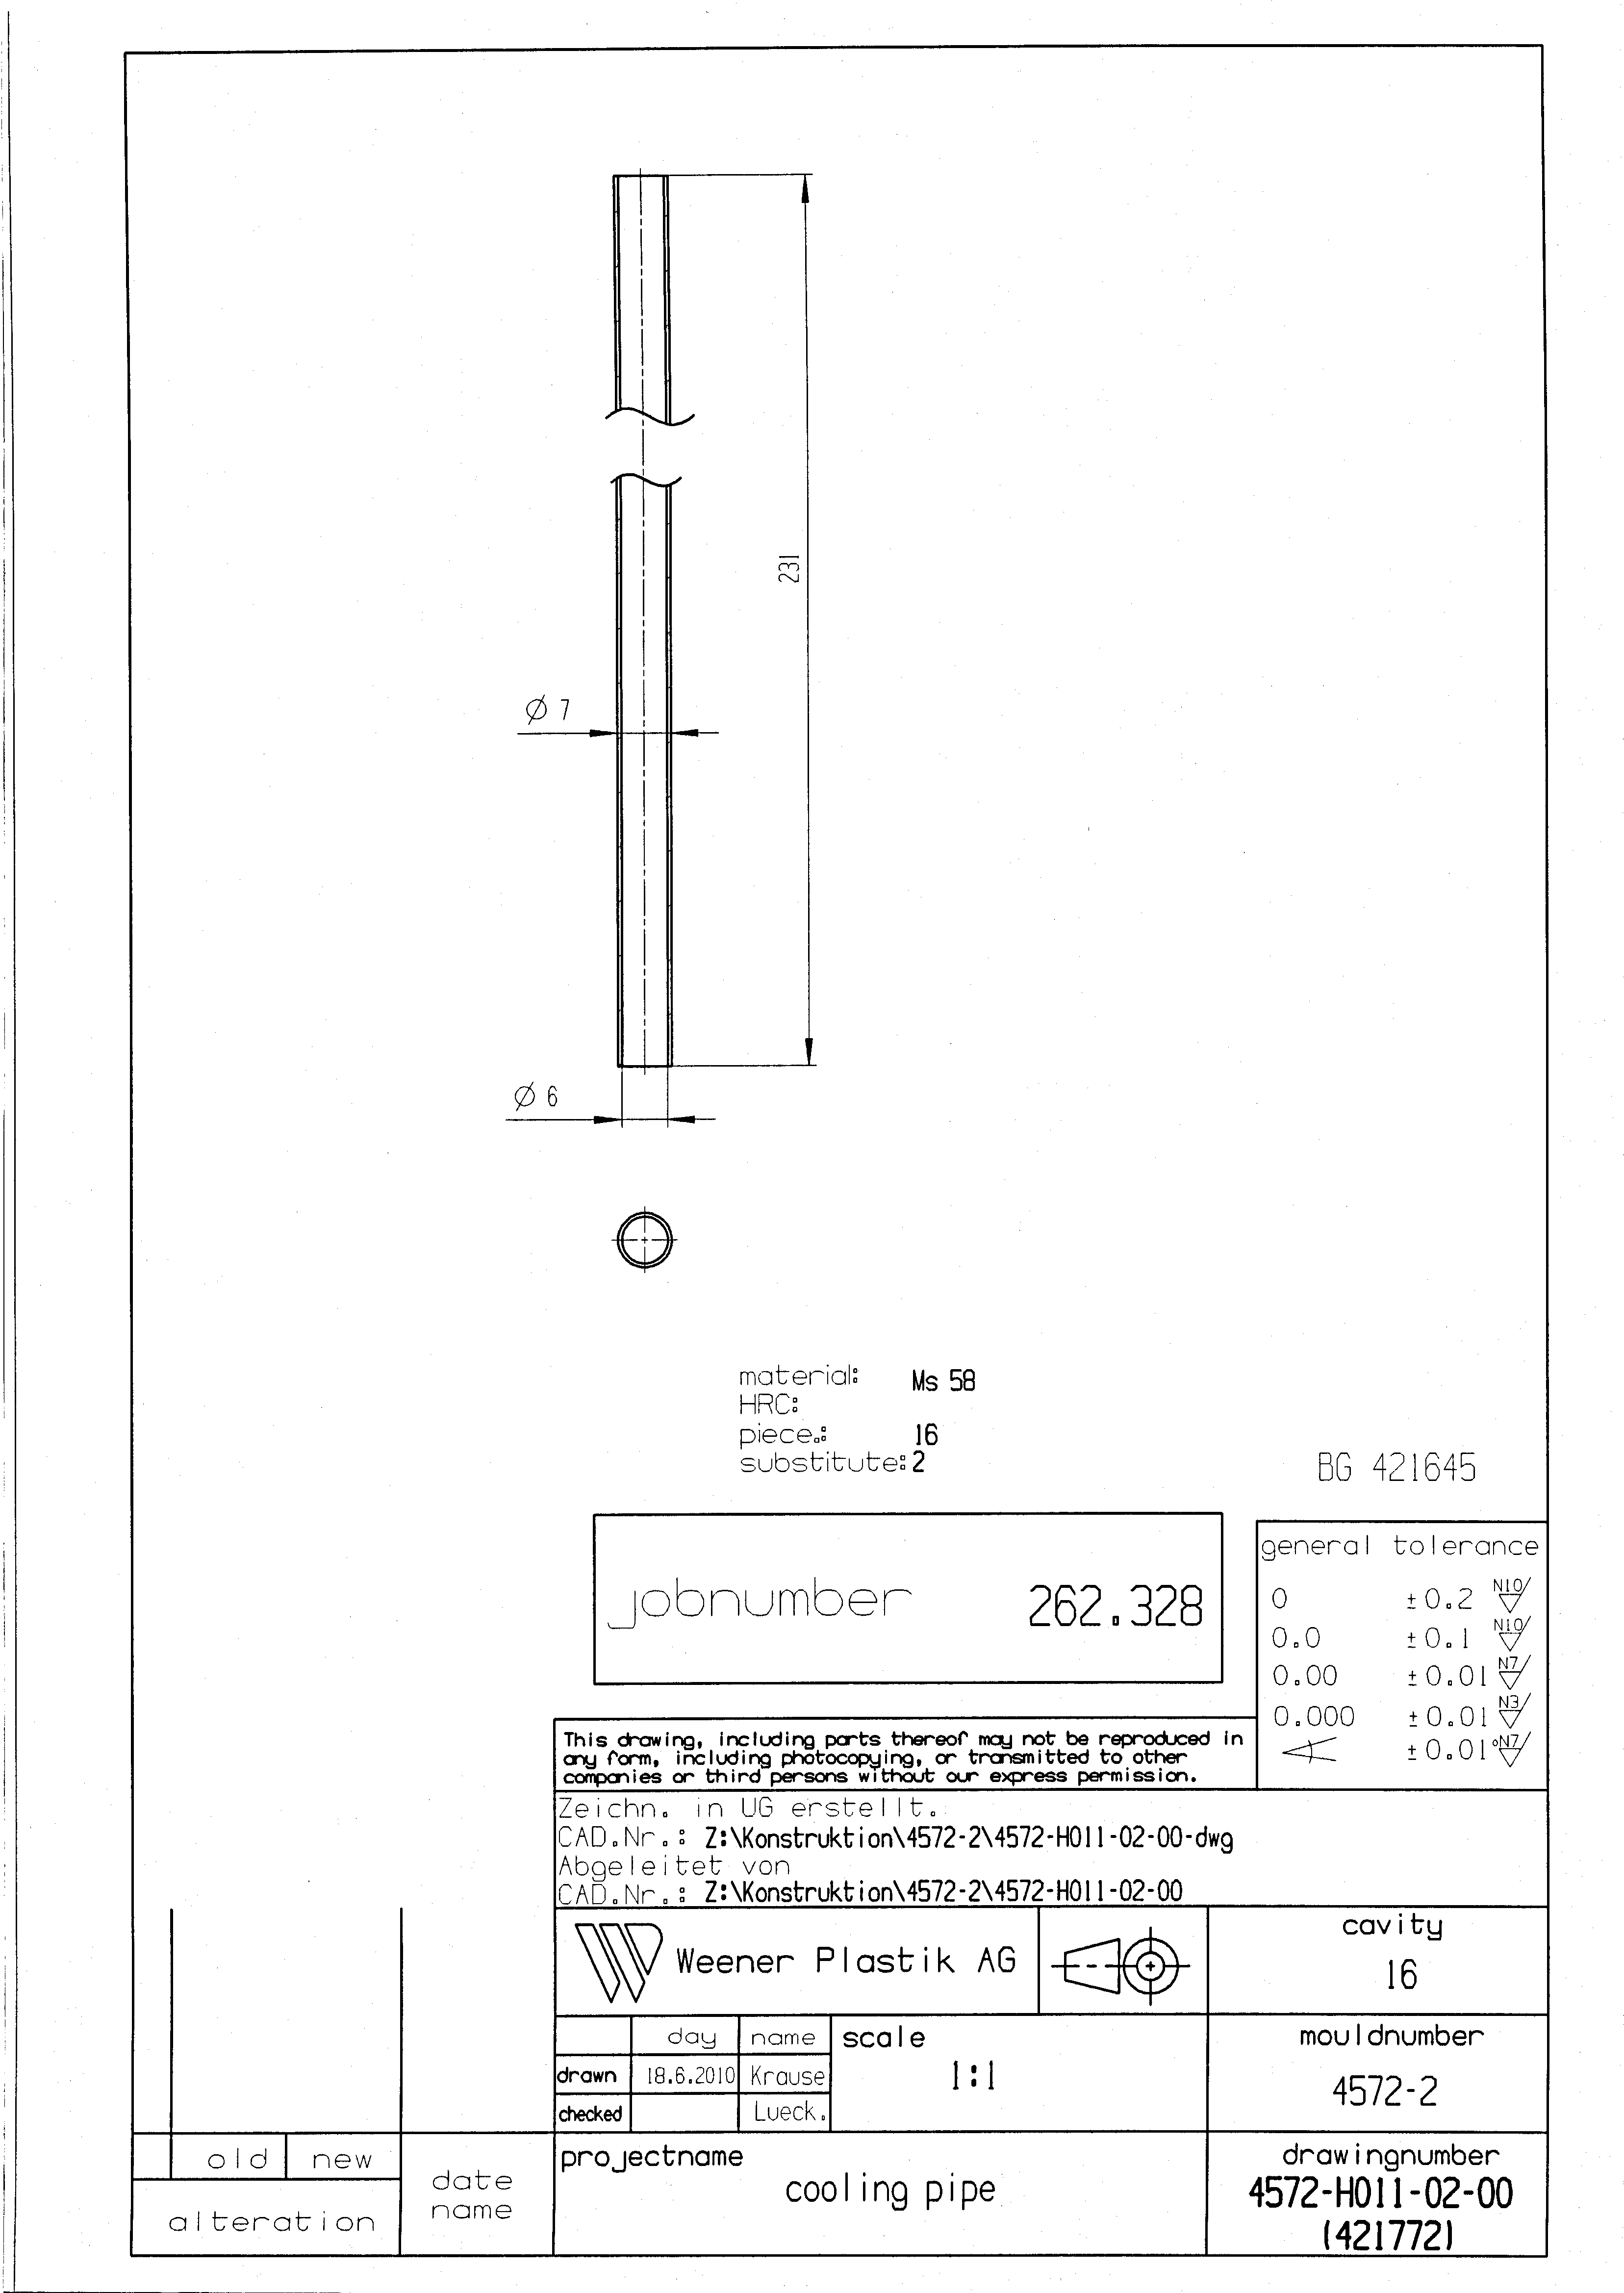 231
Ø 7
Ø 6
material: Ms 58
HRC:
piece.: 16
substitute: 2
BG 421645
jobnumber 262.328
general tolerance
0 ±0.2 N10
0.0 ±0.1 N10
0.00 ±0.01 N7
0.000 ±0.01 N3
±0.01° N7
This drawing, including parts thereof may not be reproduced in
any form, including photocopying, or transmitted to other
companies or third persons without our express permission.
Zeichn. in UG erstellt.
CAD.Nr.: Z:\Konstruktion\4572-2\4572-H011-02-00-dwg
Abgeleitet von
CAD.Nr.: Z:\Konstruktion\4572-2\4572-H011-02-00
Weener Plastik AG
cavity
16
day name
drawn 18.6.2010 Krause
checked Lueck.
scale
1:1
mouldnumber
4572-2
old new
alteration
date
name
projectname
cooling pipe
drawingnumber
4572-H011-02-00
(421772)